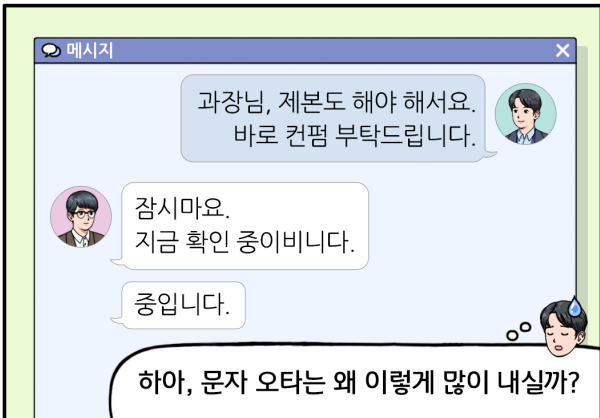 메시지
과장님, 제본도 해야 해서요.
바로 컨펌 부탁드립니다.
잠시마요.
지금 확인 중이비니다.
중입니다.
하아, 문자 오타는 왜 이렇게 많이 내실까?